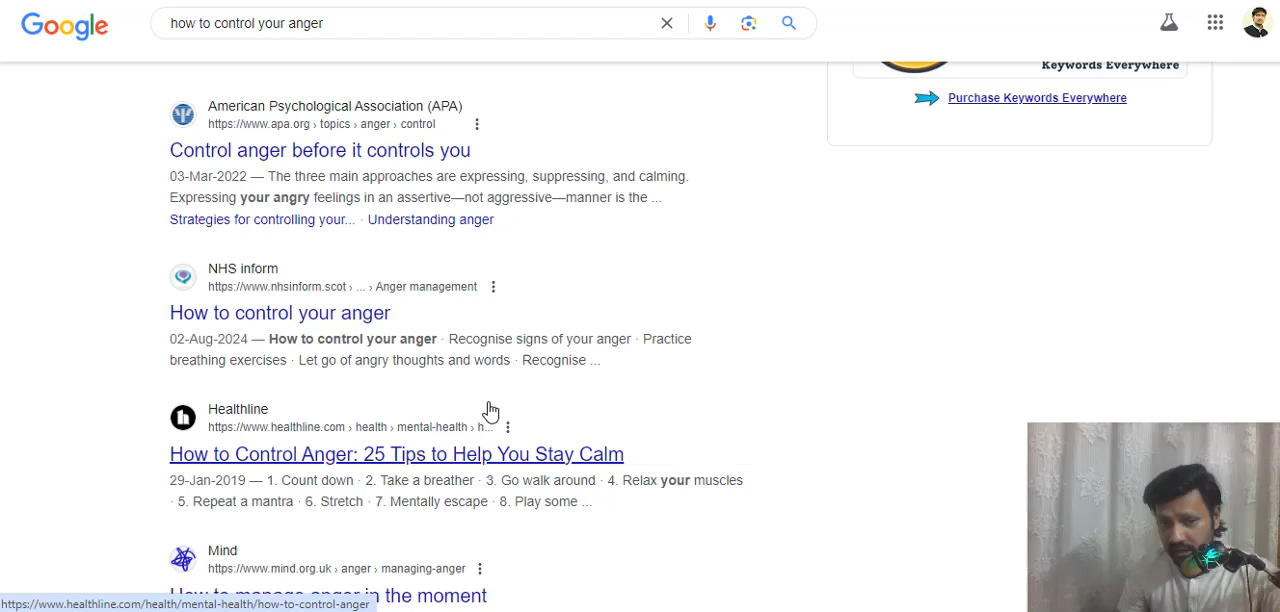 Google
how to control your anger
Keywords Everywhere
Purchase Keywords Everywhere
American Psychological Association (APA)
https://www.apa.org › topics › anger › control
Control anger before it controls you
03-Mar-2022 — The three main approaches are expressing, suppressing, and calming.
Expressing your angry feelings in an assertive—not aggressive—manner is the ...
Strategies for controlling your... · Understanding anger
NHS inform
https://www.nhsinform.scot › ... › Anger management
How to control your anger
02-Aug-2024 — How to control your anger · Recognise signs of your anger · Practice
breathing exercises · Let go of angry thoughts and words · Recognise ...
Healthline
https://www.healthline.com › health › mental-health › h...
How to Control Anger: 25 Tips to Help You Stay Calm
29-Jan-2019 — 1. Count down · 2. Take a breather · 3. Go walk around · 4. Relax your muscles
· 5. Repeat a mantra · 6. Stretch · 7. Mentally escape · 8. Play some ...
Mind
https://www.mind.org.uk › anger › managing-anger
How to manage anger in the moment
https://www.healthline.com/health/mental-health/how-to-control-anger